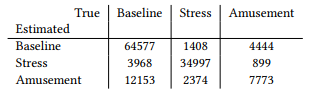 True Baseline Stress Amusement
Estimated
Baseline 64577 1408 4444
Stress 3968 34997 899
Amusement 12153 2374 7773